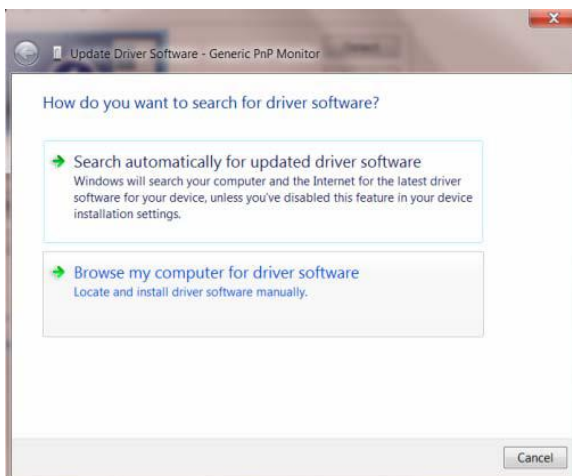 Update Driver Software - Generic PnP Monitor
How do you want to search for driver software?
Search automatically for updated driver software
Windows will search your computer and the Internet for the latest driver
software for your device, unless you've disabled this feature in your device
installation settings.
Browse my computer for driver software
Locate and install driver software manually.
Cancel